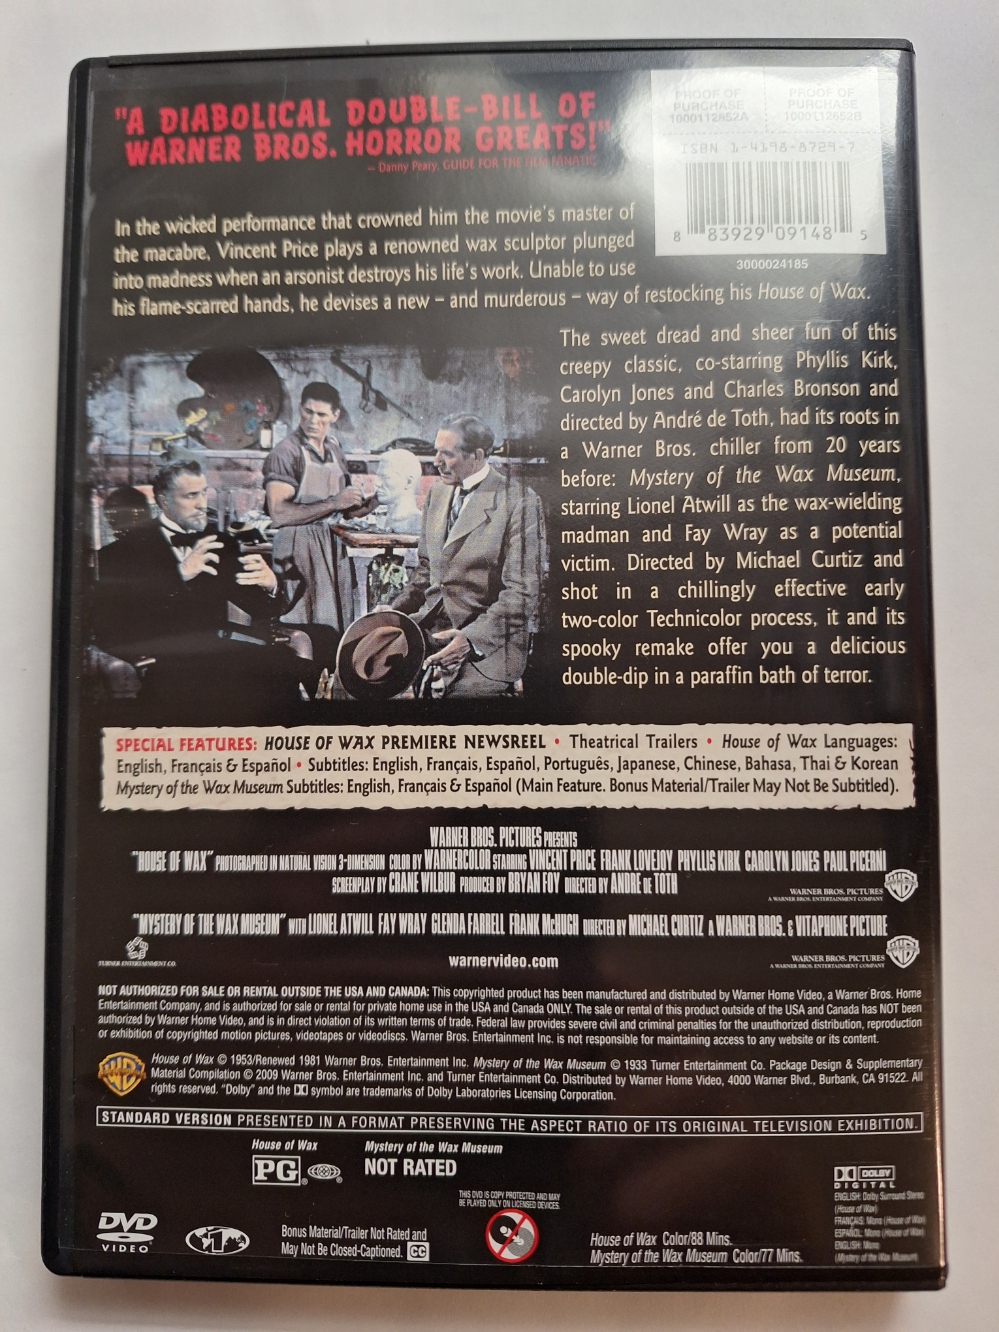 "A DIABOLICAL DOUBLE-BILL OF
WARNER BROS. HORROR GREATS!"
– Danny Peary, GUIDE FOR THE FILM FANATIC
PROOF OF
PURCHASE
1000112652A
PROOF OF
PURCHASE
1000112652B
ISBN 1-4198-8729-7
8 83929 09148 5
3000024185
In the wicked performance that crowned him the movie's master of
the macabre, Vincent Price plays a renowned wax sculptor plunged
into madness when an arsonist destroys his life's work. Unable to use
his flame-scarred hands, he devises a new – and murderous – way of restocking his House of Wax.
The sweet dread and sheer fun of this
creepy classic, co-starring Phyllis Kirk,
Carolyn Jones and Charles Bronson and
directed by André de Toth, had its roots in
a Warner Bros. chiller from 20 years
before: Mystery of the Wax Museum,
starring Lionel Atwill as the wax-wielding
madman and Fay Wray as a potential
victim. Directed by Michael Curtiz and
shot in a chillingly effective early
two-color Technicolor process, it and its
spooky remake offer you a delicious
double-dip in a paraffin bath of terror.
SPECIAL FEATURES: HOUSE OF WAX PREMIERE NEWSREEL • Theatrical Trailers • House of Wax Languages:
English, Français & Español • Subtitles: English, Français, Español, Português, Japanese, Chinese, Bahasa, Thai & Korean
Mystery of the Wax Museum Subtitles: English, Français & Español (Main Feature. Bonus Material/Trailer May Not Be Subtitled).
WARNER BROS. PICTURES PRESENTS
"HOUSE OF WAX" PHOTOGRAPHED IN NATURAL VISION 3-DIMENSION COLOR BY WARNERCOLOR STARRING VINCENT PRICE FRANK LOVEJOY PHYLLIS KIRK CAROLYN JONES PAUL PICERNI
SCREENPLAY BY CRANE WILBUR PRODUCED BY BRYAN FOY DIRECTED BY ANDRÉ DE TOTH
WARNER BROS. PICTURES
A WARNER BROS. ENTERTAINMENT COMPANY
"MYSTERY OF THE WAX MUSEUM" WITH LIONEL ATWILL FAY WRAY GLENDA FARRELL FRANK McHUGH DIRECTED BY MICHAEL CURTIZ A WARNER BROS. & VITAPHONE PICTURE
TURNER ENTERTAINMENT CO.
warnervideo.com
WARNER BROS. PICTURES
A WARNER BROS. ENTERTAINMENT COMPANY
NOT AUTHORIZED FOR SALE OR RENTAL OUTSIDE THE USA AND CANADA: This copyrighted product has been manufactured and distributed by Warner Home Video, a Warner Bros. Home
Entertainment Company, and is authorized for sale or rental for private home use in the USA and Canada ONLY. The sale or rental of this product outside of the USA and Canada has NOT been
authorized by Warner Home Video, and is in direct violation of its written terms of trade. Federal law provides severe civil and criminal penalties for the unauthorized distribution, reproduction
or exhibition of copyrighted motion pictures, videotapes or videodiscs. Warner Bros. Entertainment Inc. is not responsible for maintaining access to any website or its content.
House of Wax © 1953/Renewed 1981 Warner Bros. Entertainment Inc. Mystery of the Wax Museum © 1933 Turner Entertainment Co. Package Design & Supplementary
Material Compilation © 2009 Warner Bros. Entertainment Inc. and Turner Entertainment Co. Distributed by Warner Home Video, 4000 Warner Blvd., Burbank, CA 91522. All
rights reserved. "Dolby" and the DD symbol are trademarks of Dolby Laboratories Licensing Corporation.
STANDARD VERSION PRESENTED IN A FORMAT PRESERVING THE ASPECT RATIO OF ITS ORIGINAL TELEVISION EXHIBITION.
House of Wax
PG
Mystery of the Wax Museum
NOT RATED
DVD
VIDEO
1
Bonus Material/Trailer Not Rated and
May Not Be Closed-Captioned. CC
THIS DVD IS COPY PROTECTED AND MAY
BE PLAYED ONLY ON LICENSED DEVICES.
House of Wax Color/88 Mins.
Mystery of the Wax Museum Color/77 Mins.
DOLBY
DIGITAL
ENGLISH: Dolby Surround Stereo
(House of Wax)
FRANÇAIS: Mono (House of Wax)
ESPAÑOL: Mono (House of Wax)
ENGLISH: Mono
(Mystery of the Wax Museum)